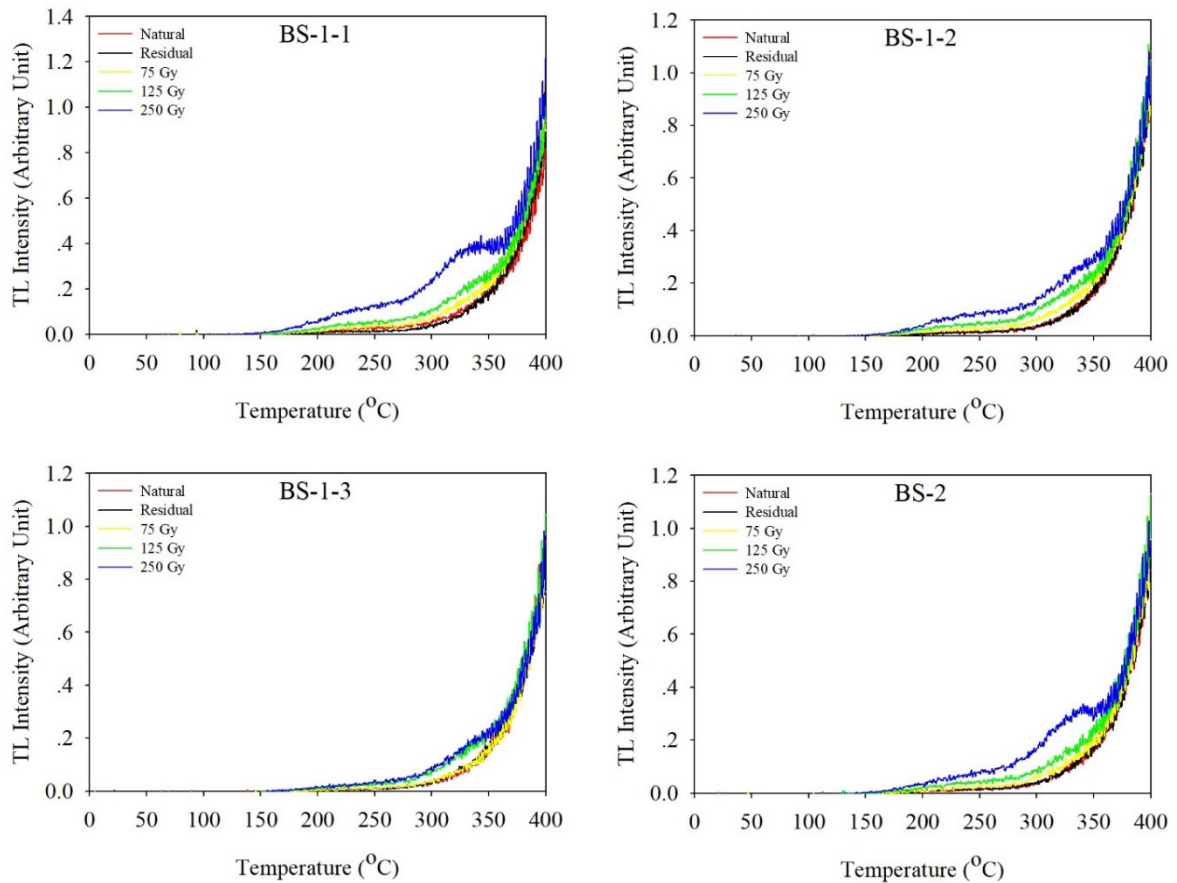 BS-1-1
TL Intensity (Arbitrary Unit)
1.4
1.2
1.0
.8
.6
.4
.2
0.0
Natural
Residual
75 Gy
125 Gy
250 Gy
0 50 100 150 200 250 300 350 400
Temperature (°C)
BS-1-2
TL Intensity (Arbitrary Unit)
1.2
1.0
.8
.6
.4
.2
0.0
Natural
Residual
75 Gy
125 Gy
250 Gy
0 50 100 150 200 250 300 350 400
Temperature (°C)
BS-1-3
TL Intensity (Arbitrary Unit)
1.2
1.0
.8
.6
.4
.2
0.0
Natural
Residual
75 Gy
125 Gy
250 Gy
0 50 100 150 200 250 300 350 400
Temperature (°C)
BS-2
TL Intensity (Arbitrary Unit)
1.2
1.0
.8
.6
.4
.2
0.0
Natural
Residual
75 Gy
125 Gy
250 Gy
0 50 100 150 200 250 300 350 400
Temperature (°C)